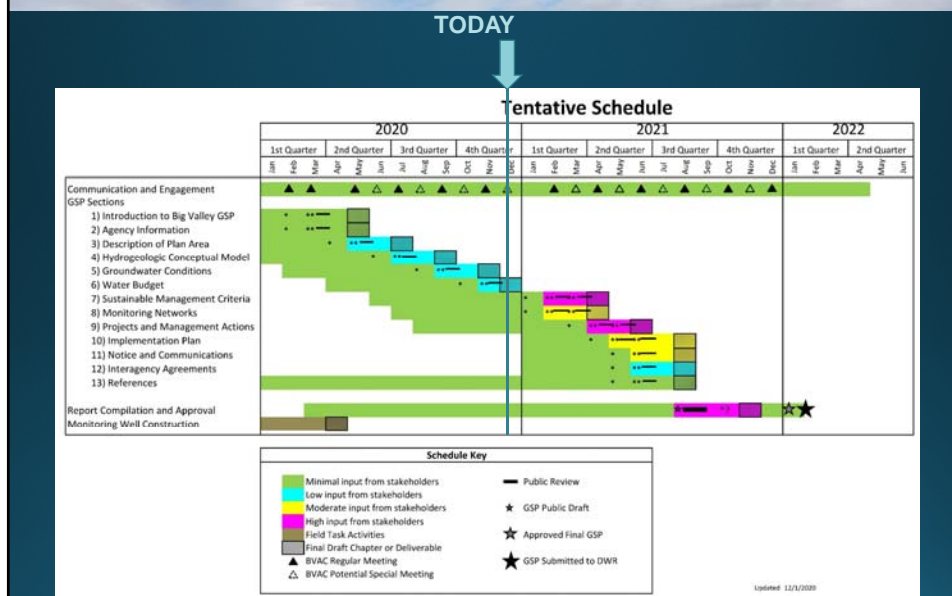 TODAY
Tentative Schedule
2020 2021 2022
1st Quarter 2nd Quarter 3rd Quarter 4th Quarter 1st Quarter 2nd Quarter 3rd Quarter 4th Quarter 1st Quarter 2nd Quarter
Jan Feb Mar Apr May Jun Jul Aug Sep Oct Nov Dec Jan Feb Mar Apr May Jun Jul Aug Sep Oct Nov Dec Jan Feb Mar Apr May Jun
Communication and Engagement
GSP Sections
1) Introduction to Big Valley GSP
2) Agency Information
3) Description of Plan Area
4) Hydrogeologic Conceptual Model
5) Groundwater Conditions
6) Water Budget
7) Sustainable Management Criteria
8) Monitoring Networks
9) Projects and Management Actions
10) Implementation Plan
11) Notice and Communications
12) Interagency Agreements
13) References
Report Compilation and Approval
Monitoring Well Construction
Schedule Key
Minimal input from stakeholders
Low input from stakeholders
Moderate input from stakeholders
High input from stakeholders
Field Task Activities
Final Draft Chapter or Deliverable
BVAC Regular Meeting
BVAC Potential Special Meeting
Public Review
GSP Public Draft
Approved Final GSP
GSP Submitted to DWR
Updated 12/1/2020